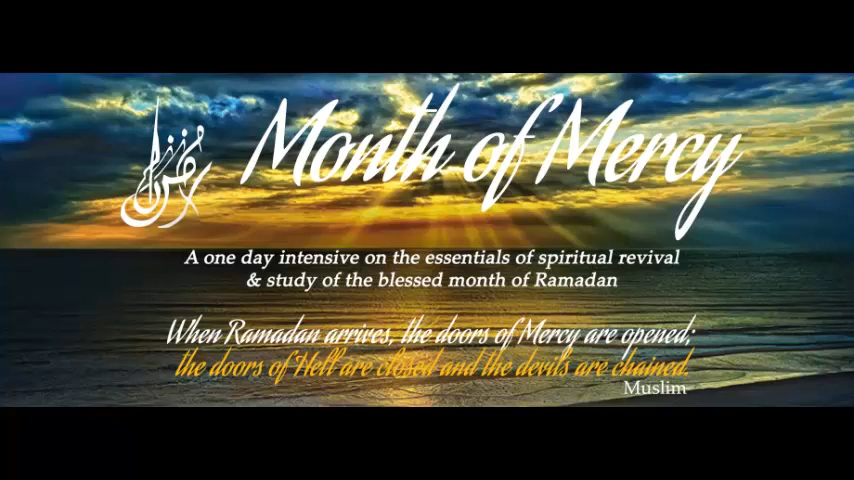 رمضان
Month of Mercy
A one day intensive on the essentials of spiritual revival
& study of the blessed month of Ramadan
When Ramadan arrives, the doors of Mercy are opened;
the doors of Hell are closed and the devils are chained.
Muslim